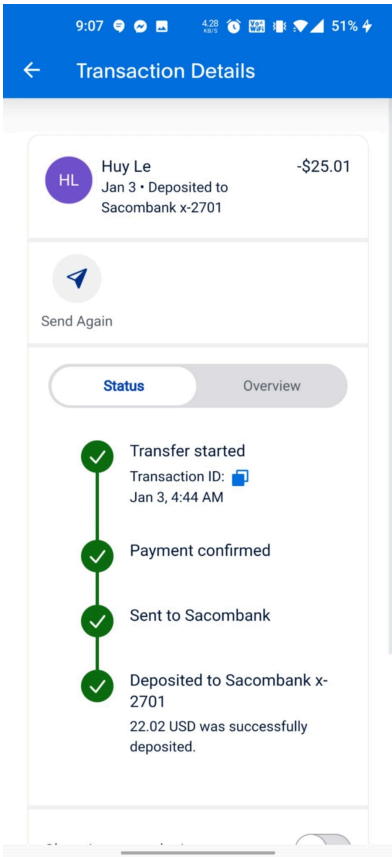 9:07
4.28
KB/S
Vo»
WiFi
51%
Transaction Details
HL
Huy Le
-$25.01
Jan 3 • Deposited to
Sacombank x-2701
Send Again
Status
Overview
Transfer started
Transaction ID:
Jan 3, 4:44 AM
Payment confirmed
Sent to Sacombank
Deposited to Sacombank x-
2701
22.02 USD was successfully
deposited.